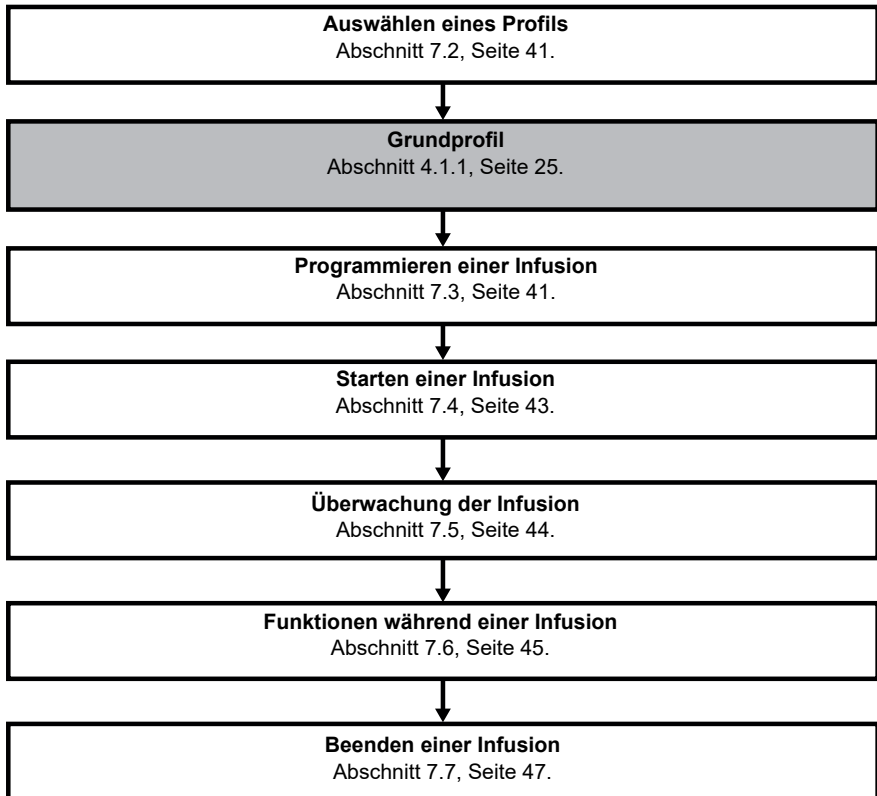 Auswählen eines Profils
Abschnitt 7.2, Seite 41.
Grundprofil
Abschnitt 4.1.1, Seite 25.
Programmieren einer Infusion
Abschnitt 7.3, Seite 41.
Starten einer Infusion
Abschnitt 7.4, Seite 43.
Überwachung der Infusion
Abschnitt 7.5, Seite 44.
Funktionen während einer Infusion
Abschnitt 7.6, Seite 45.
Beenden einer Infusion
Abschnitt 7.7, Seite 47.